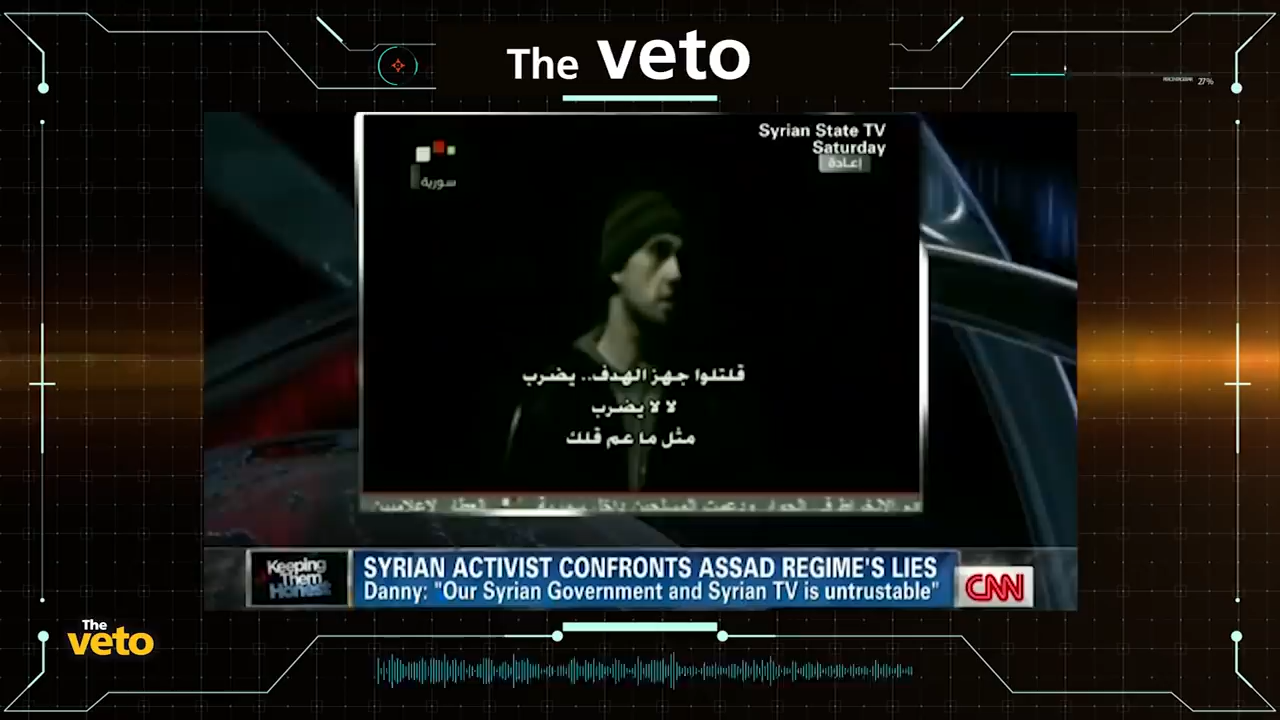 The veto
27%
Syrian State TV
Saturday
إعادة
سورية
قلتلوا جهز الهدف.. يضرب
لا لا يضرب
مثل ما عم قلك
Keeping
Them
Honest
SYRIAN ACTIVIST CONFRONTS ASSAD REGIME'S LIES
Danny: "Our Syrian Government and Syrian TV is untrustable"
CNN
The
veto